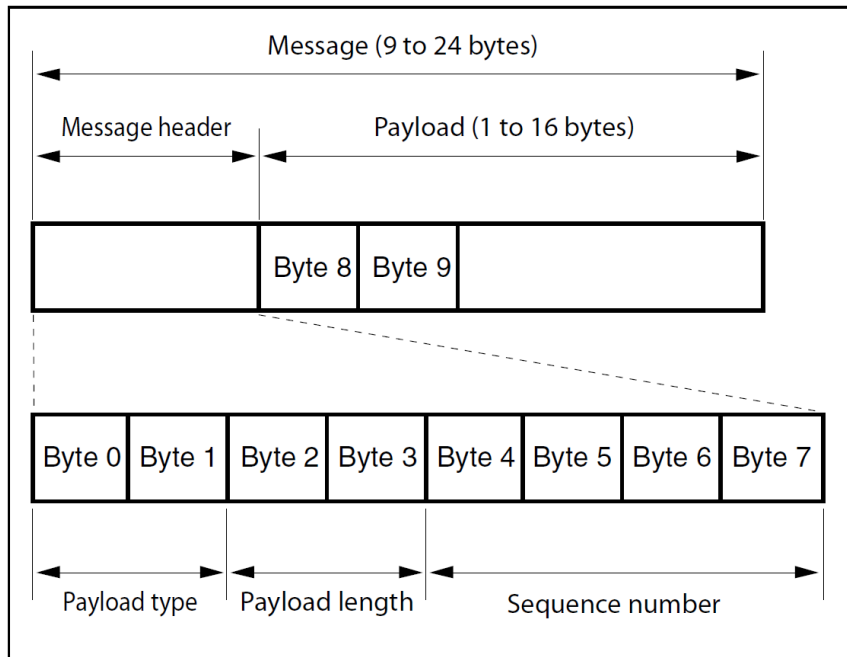 Message (9 to 24 bytes)
Message header Payload (1 to 16 bytes)
Byte 8 Byte 9
Byte 0 Byte 1 Byte 2 Byte 3 Byte 4 Byte 5 Byte 6 Byte 7
Payload type Payload length Sequence number